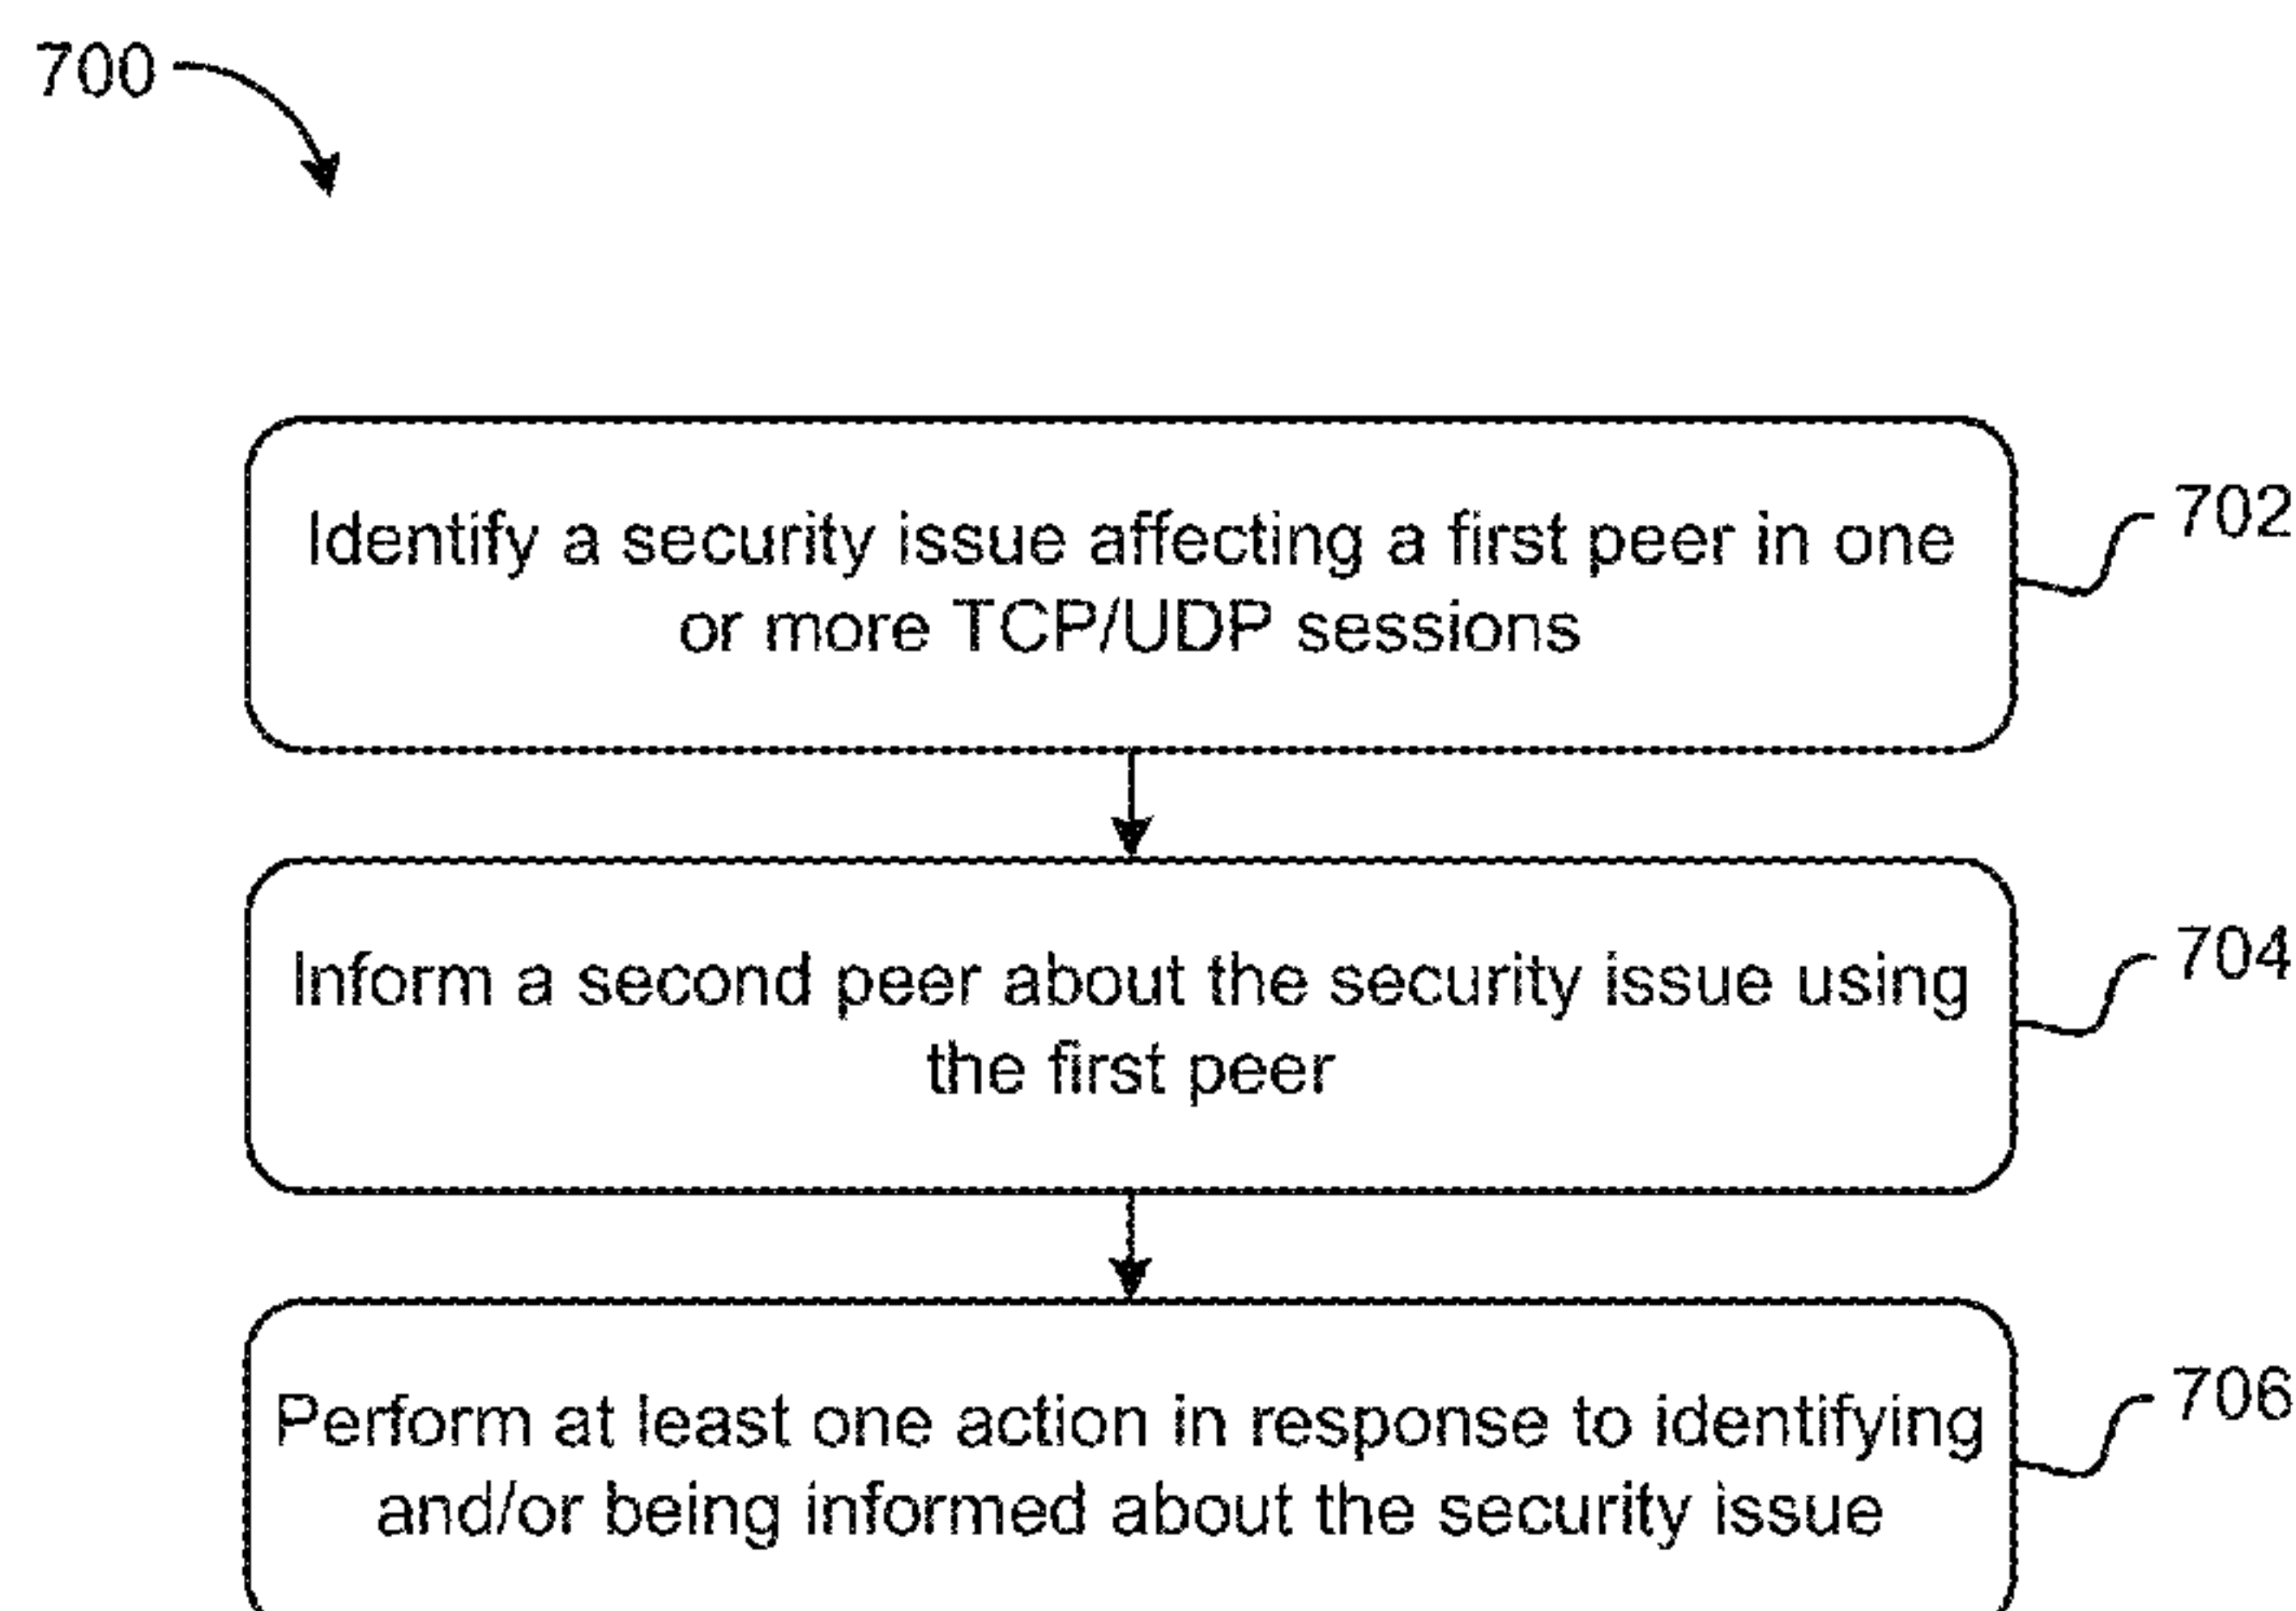 700
Identify a security issue affecting a first peer in one
or more TCP/UDP sessions
702
Inform a second peer about the security issue using
the first peer
704
Perform at least one action in response to identifying
and/or being informed about the security issue
706